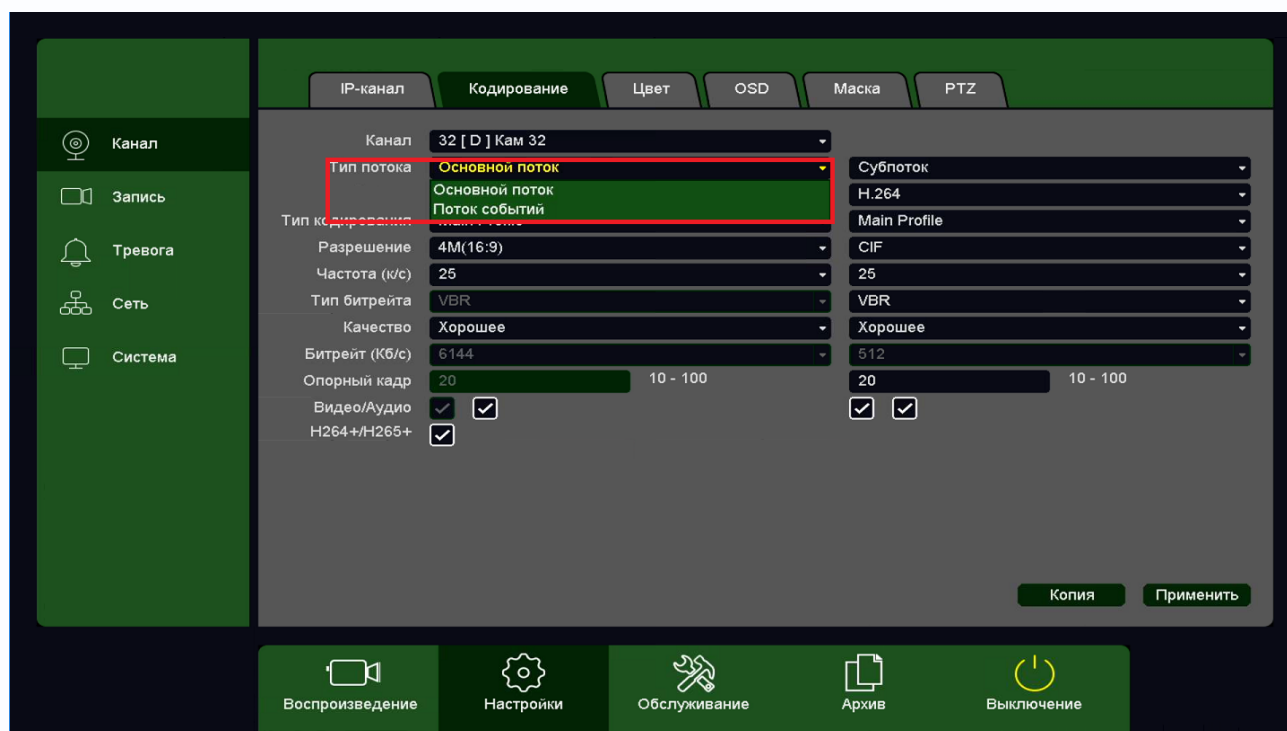 IP-канал Кодирование Цвет OSD Маска PTZ
Канал
Запись
Тревога
Сеть
Система
Канал 32 [ D ] Кам 32
Тип потока Основной поток Субпоток
Основной поток H.264
Поток событий
Тип кодирования Main Profile Main Profile
Разрешение 4M(16:9) CIF
Частота (к/с) 25 25
Тип битрейта VBR VBR
Качество Хорошее Хорошее
Битрейт (Кб/с) 6144 512
Опорный кадр 20 10 - 100 20 10 - 100
Видео/Аудио
H264+/H265+
Копия Применить
Воспроизведение Настройки Обслуживание Архив Выключение